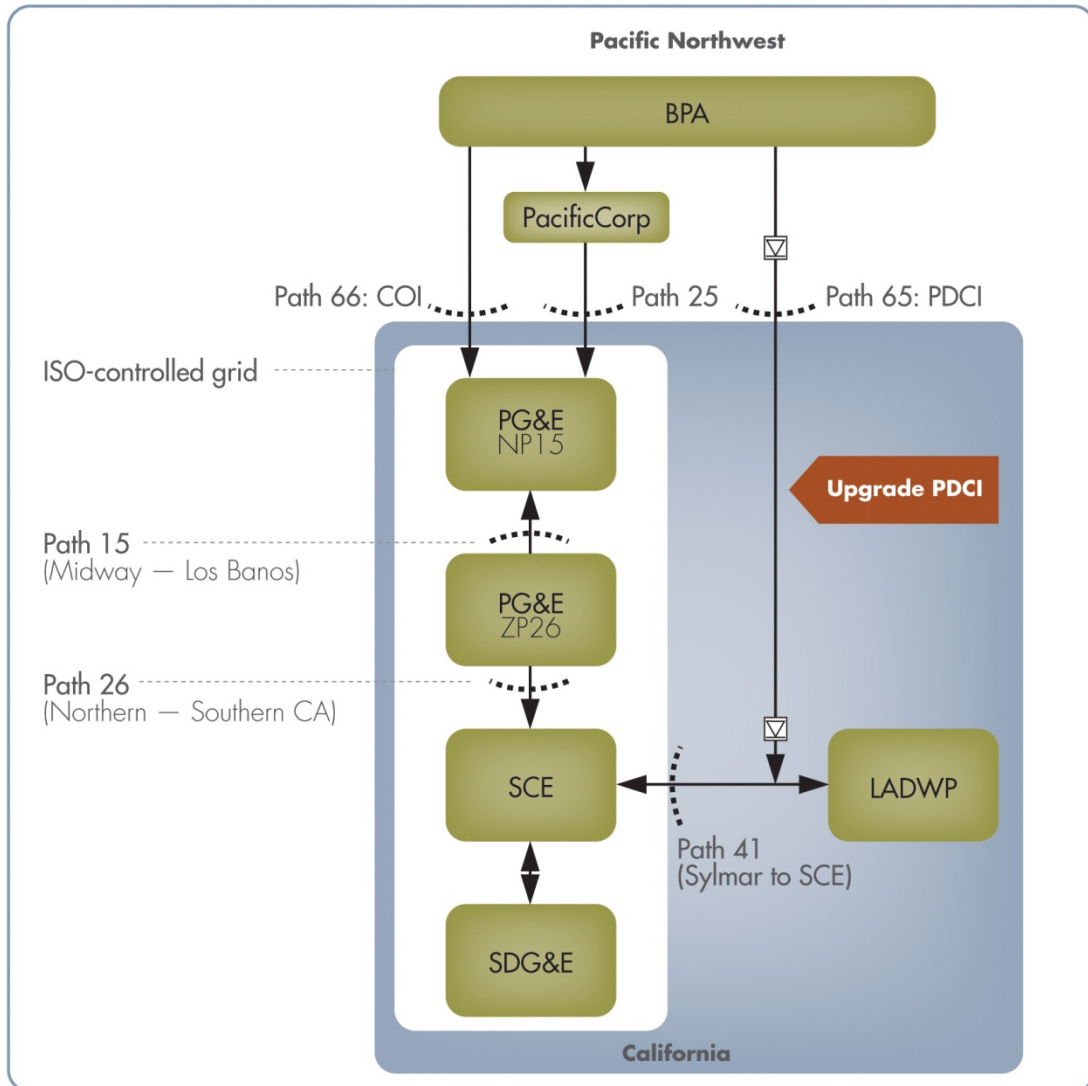 Pacific Northwest
BPA
PacificCorp
Path 66: COI
Path 25
Path 65: PDCI
ISO-controlled grid
PG&E
NP15
Upgrade PDCI
Path 15
(Midway — Los Banos)
PG&E
ZP26
Path 26
(Northern — Southern CA)
SCE
LADWP
Path 41
(Sylmar to SCE)
SDG&E
California